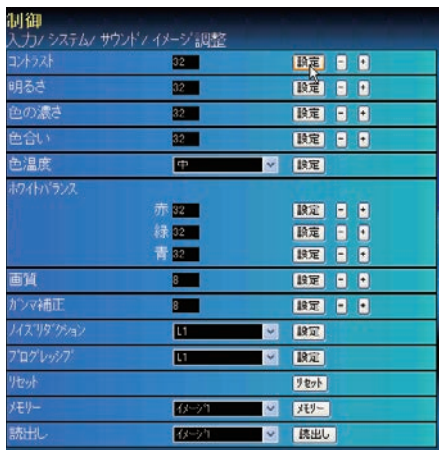 制御
入力/ システム/ サウンド/ イメージ調整
コントラスト 32 設定 - +
明るさ 32 設定 - +
色の濃さ 32 設定 - +
色合い 32 設定 - +
色温度 中 設定
ホワイトバランス
赤 32 設定 - +
緑 32 設定 - +
青 32 設定 - +
画質 8 設定 - +
ガンマ補正 8 設定 - +
ノイズリダクション L1 設定
プログレッシブ L1 設定
リセット リセット
メモリー イメージ1 メモリー
読出し イメージ1 読出し